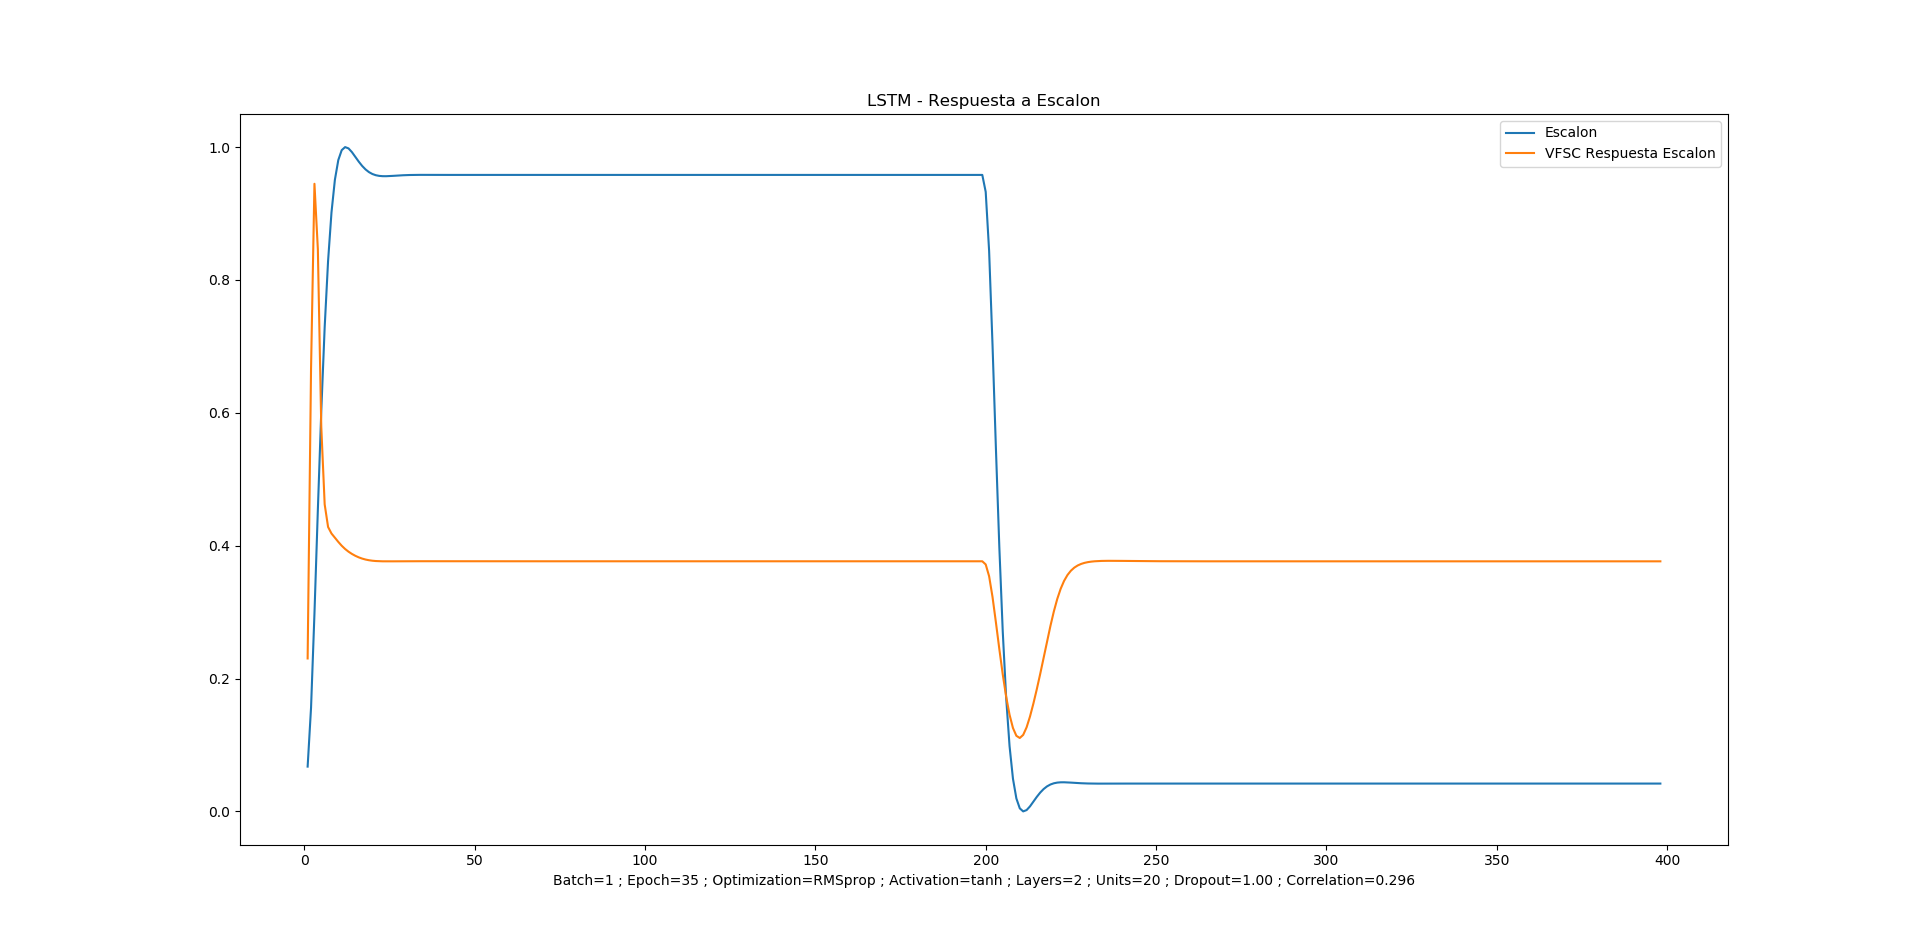 LSTM - Respuesta a Escalon
Escalon
VFSC Respuesta Escalon
1.0
0.8
0.6
0.4
0.2
0.0
0 50 100 150 200 250 300 350 400
Batch=1 ; Epoch=35 ; Optimization=RMSprop ; Activation=tanh ; Layers=2 ; Units=20 ; Dropout=1.00 ; Correlation=0.296